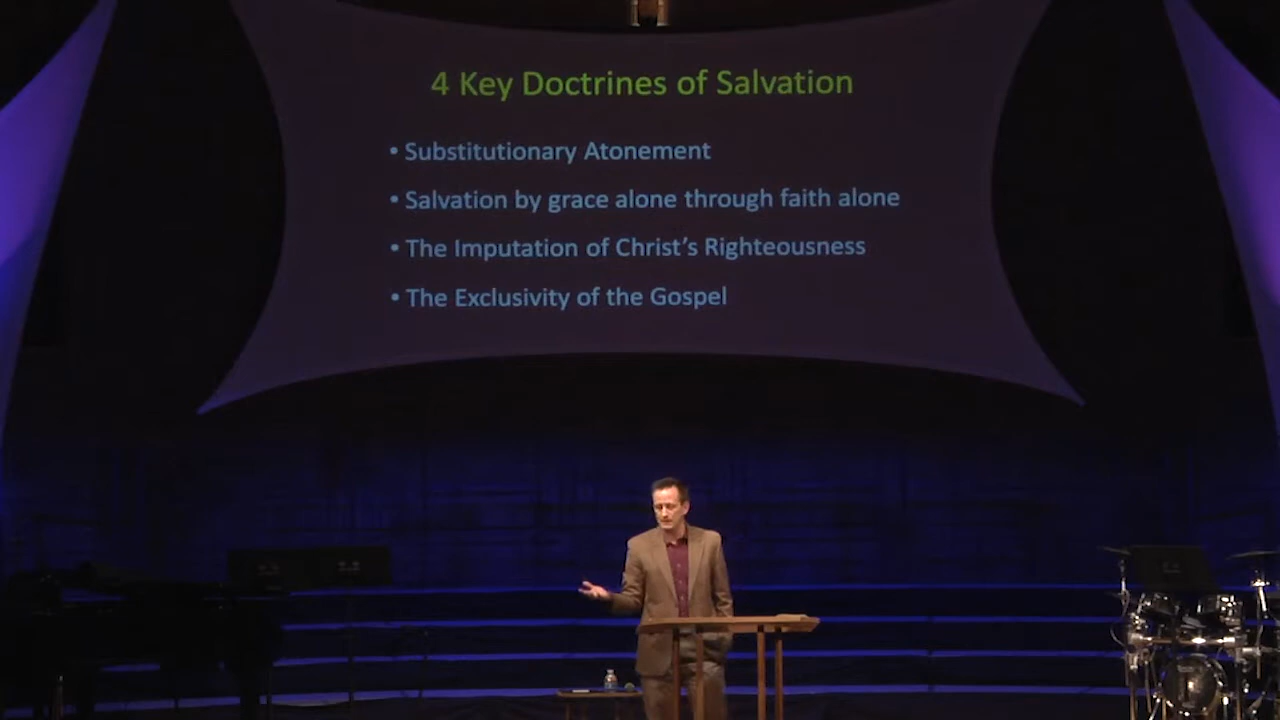 4 Key Doctrines of Salvation
• Substitutionary Atonement
• Salvation by grace alone through faith alone
• The Imputation of Christ’s Righteousness
• The Exclusivity of the Gospel